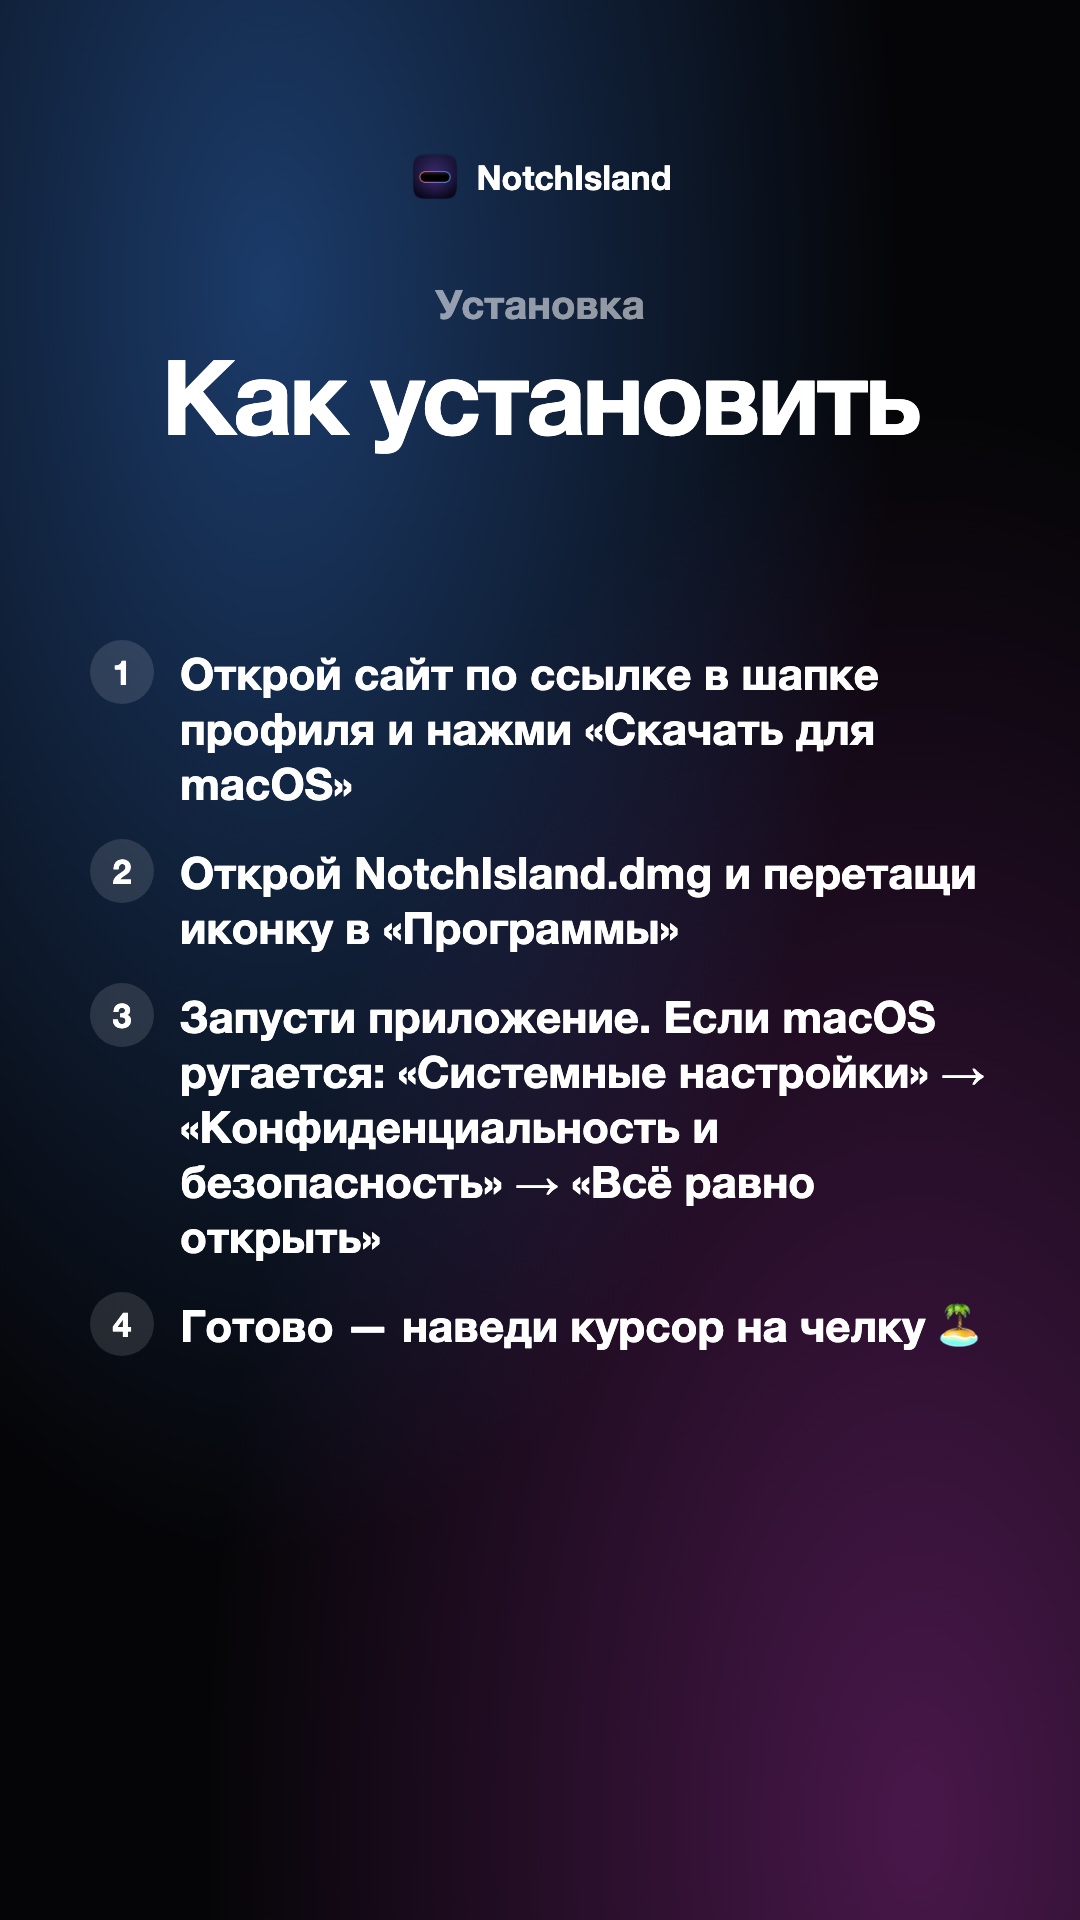 NotchIsland
Установка
Как установить
1 Открой сайт по ссылке в шапке
профиля и нажми «Скачать для
macOS»
2 Открой NotchIsland.dmg и перетащи
иконку в «Программы»
3 Запусти приложение. Если macOS
ругается: «Системные настройки» →
«Конфиденциальность и
безопасность» → «Всё равно
открыть»
4 Готово — наведи курсор на челку 🏝️